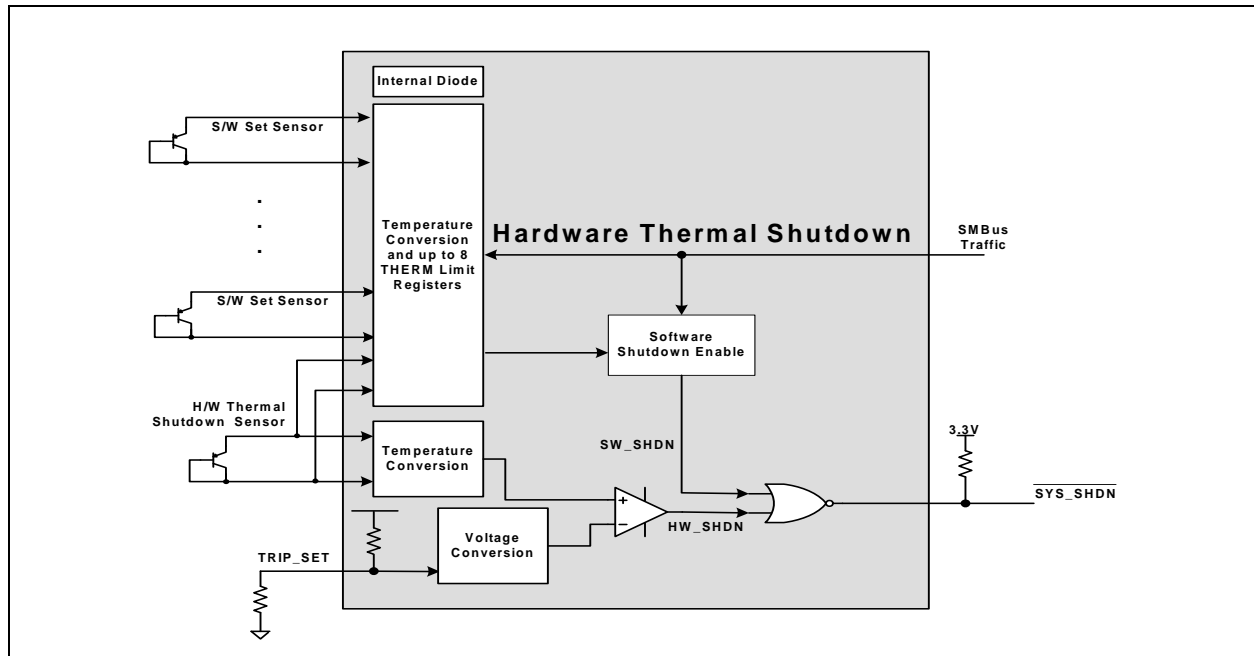 Internal Diode
S/W Set Sensor
Temperature
Conversion
and up to 8
THERM Limit
Registers
Hardware Thermal Shutdown
SMBus
Traffic
S/W Set Sensor
Software
Shutdown Enable
H/W Thermal
Shutdown Sensor
Temperature
Conversion
SW_SHDN
3.3V
SYS_SHDN
+
−
HW_SHDN
Voltage
Conversion
TRIP_SET